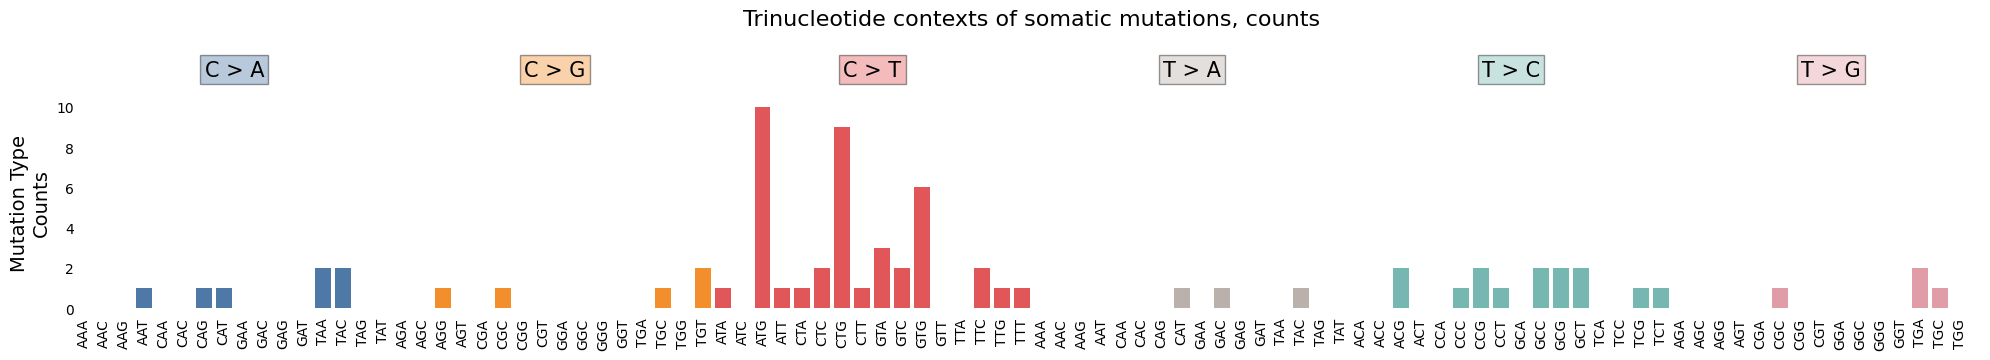 Trinucleotide contexts of somatic mutations, counts
C > A C > G C > T T > A T > C T > G
Mutation Type
Counts
10
8
6
4
2
0
AAA AAC AAG AAT CAA CAC CAG CAT GAA GAC GAG GAT TAA TAC TAG TAT AGA AGC AGG AGT CGA CGC CGG CGT GGA GGC GGG GGT TGA TGC TGG TGT ATA ATC ATG ATT CTA CTC CTG CTT GTA GTC GTG GTT TTA TTC TTG TTT AAA AAC AAG AAT CAA CAC CAG CAT GAA GAC GAG GAT TAA TAC TAG TAT ACA ACC ACG ACT CCA CCC CCG CCT GCA GCC GCG GCT TCA TCC TCG TCT AGA AGC AGG AGT CGA CGC CGG CGT GGA GGC GGG GGT TGA TGC TGG